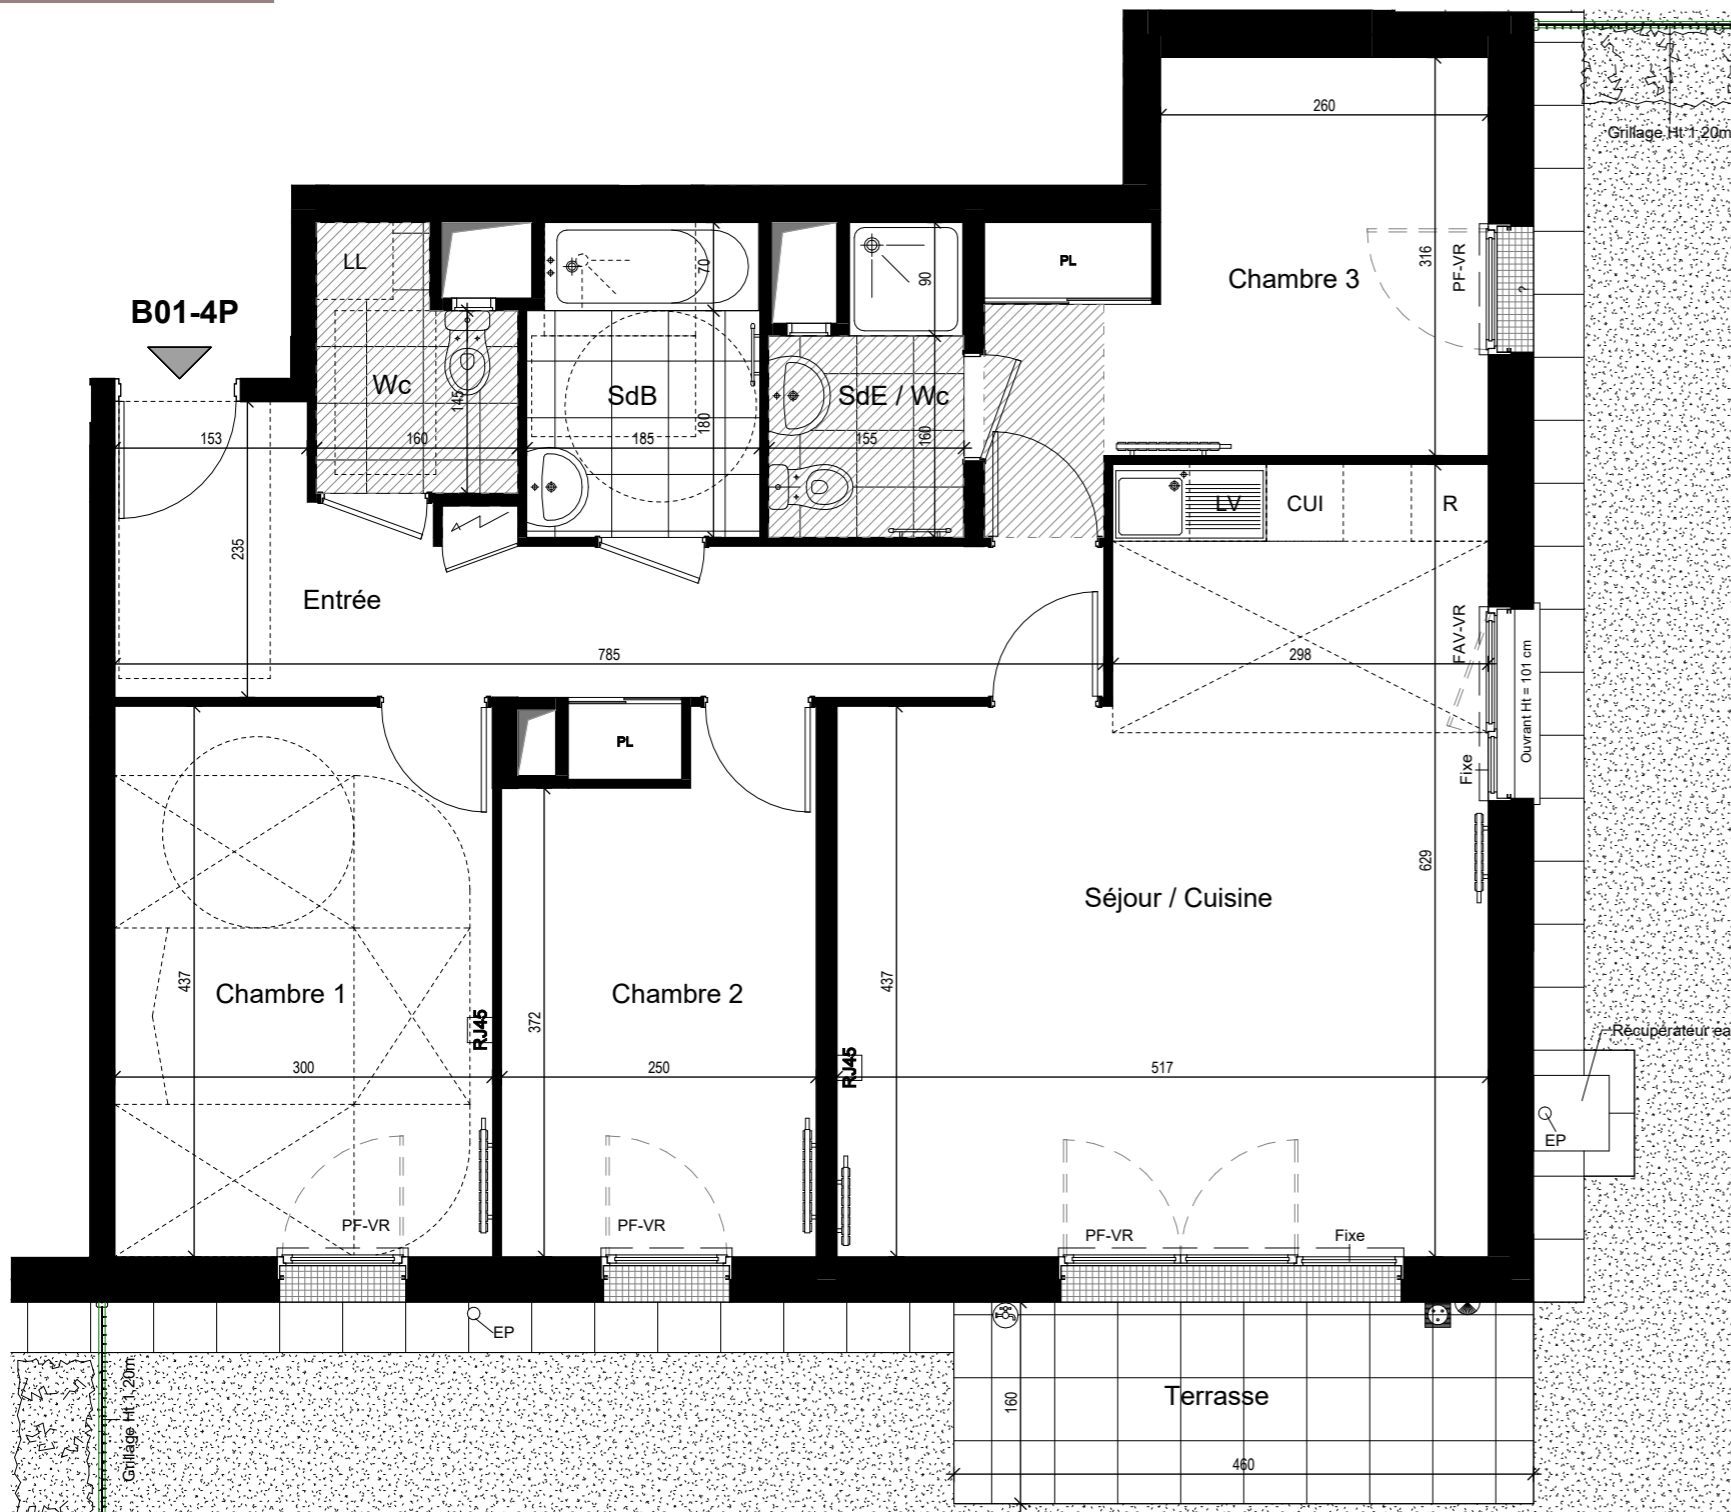 260
Grillage Ht 1,20m
316
PF-VR
?
Chambre 3
PL
B01-4P
LL
70
90
Wc
145
SdB
180
SdE / Wc
160
153
160
185
155
LV
CUI
R
235
Entrée
785
298
FAV-VR
Fixe
Ouvrant Ht = 101 cm
PL
629
Séjour / Cuisine
437
Chambre 1
RJ45
372
Chambre 2
437
RJ45
300
250
517
Récupérateur ea
EP
PF-VR
PF-VR
PF-VR
Fixe
EP
Grillage Ht 1,20m
160
Terrasse
460